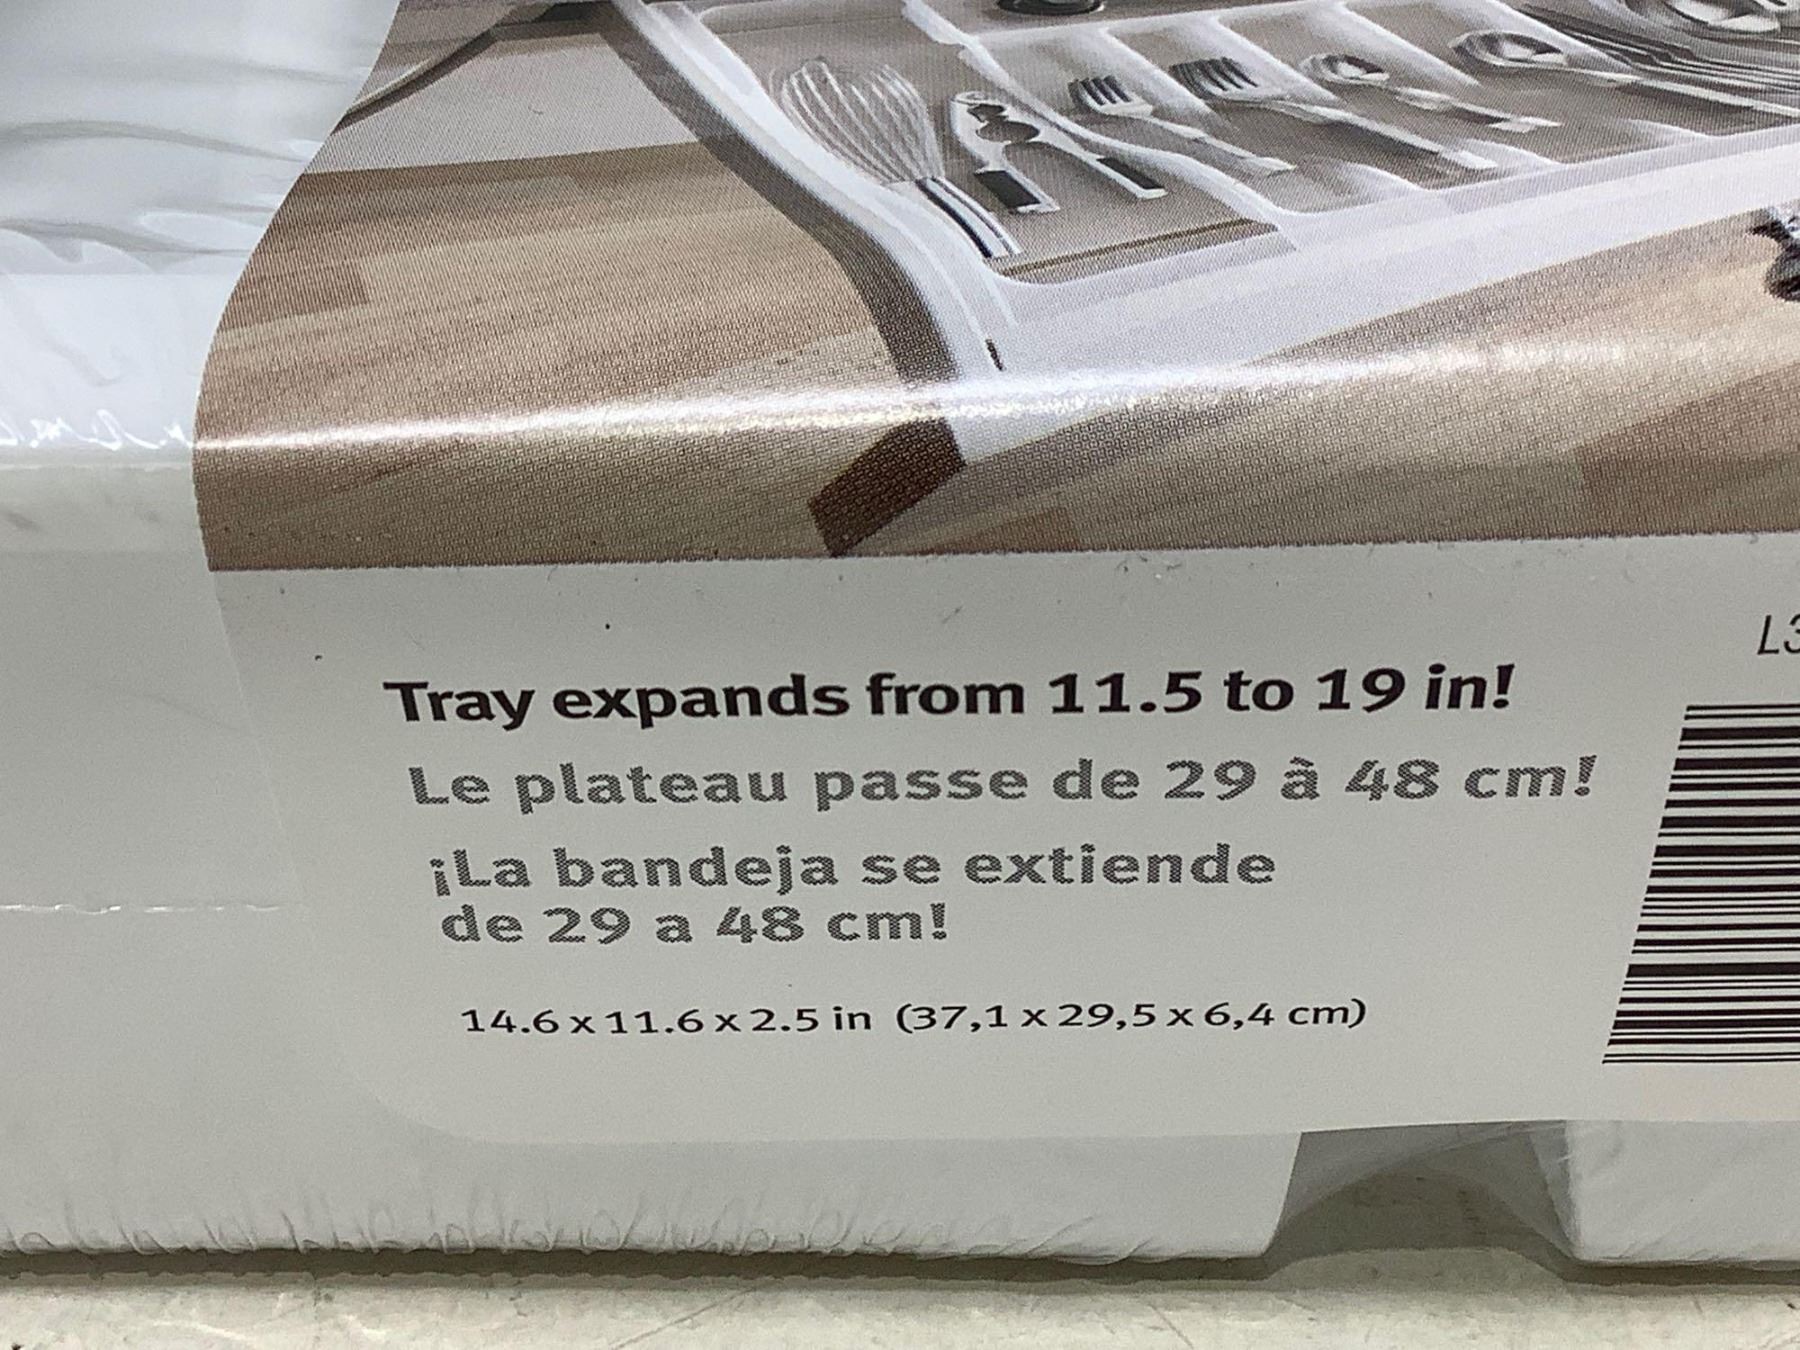 L3
Tray expands from 11.5 to 19 in!
Le plateau passe de 29 à 48 cm!
¡La bandeja se extiende
de 29 a 48 cm!
14.6 x 11.6 x 2.5 in (37,1 x 29,5 x 6,4 cm)